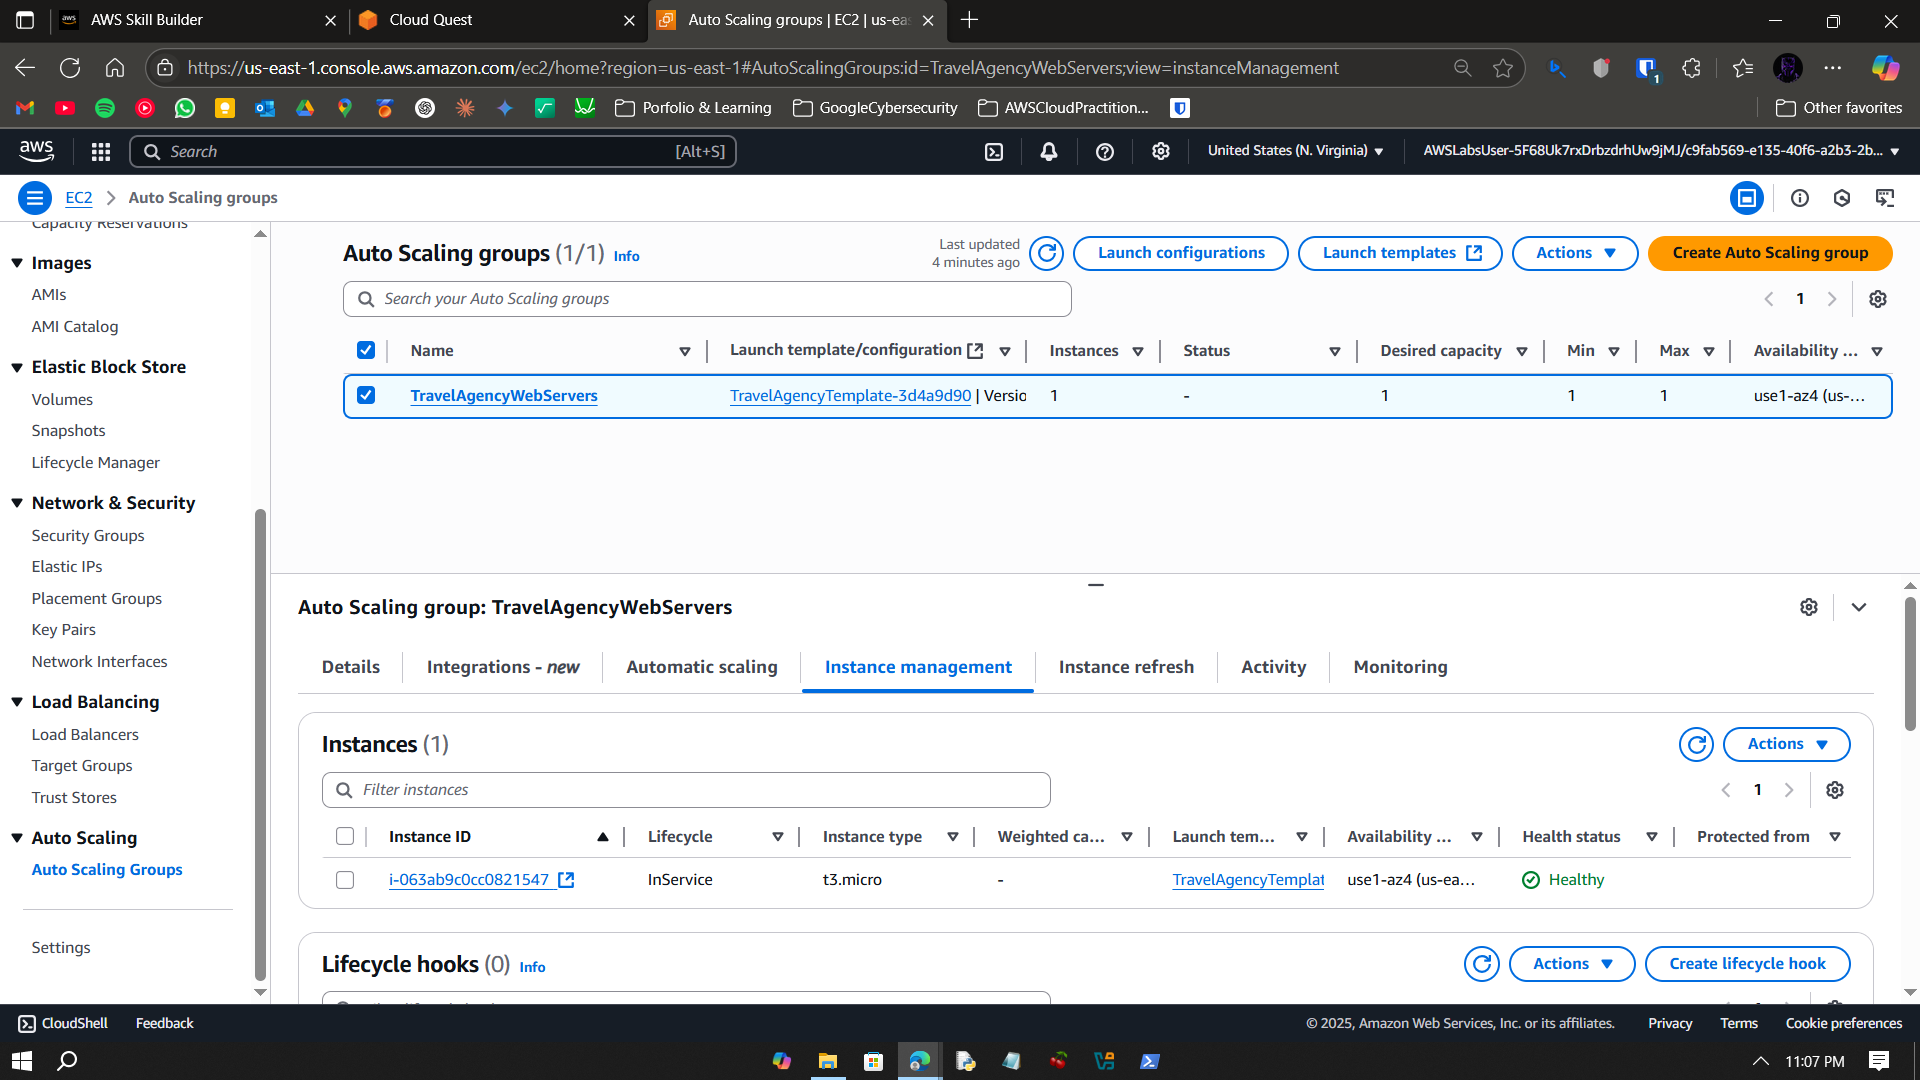 AWS Skill Builder
Cloud Quest
Auto Scaling groups | EC2 | us-eas
https://us-east-1.console.aws.amazon.com/ec2/home?region=us-east-1#AutoScalingGroups:id=TravelAgencyWebServers;view=instanceManagement
1
Porfolio & Learning
GoogleCybersecurity
AWSCloudPractition...
Other favorites
aws
Search
[Alt+S]
United States (N. Virginia)
AWSLabsUser-5F68Uk7rxDrbzdrhUw9jMJ/c9fab569-e135-40f6-a2b3-2b...
EC2
Auto Scaling groups
Capacity Reservations
Images
AMIs
AMI Catalog
Elastic Block Store
Volumes
Snapshots
Lifecycle Manager
Network & Security
Security Groups
Elastic IPs
Placement Groups
Key Pairs
Network Interfaces
Load Balancing
Load Balancers
Target Groups
Trust Stores
Auto Scaling
Auto Scaling Groups
Settings
Auto Scaling groups (1/1) Info
Last updated
4 minutes ago
Launch configurations
Launch templates
Actions
Create Auto Scaling group
Search your Auto Scaling groups
1
Name Launch template/configuration Instances Status Desired capacity Min Max Availability ...
TravelAgencyWebServers TravelAgencyTemplate-3d4a9d90 | Versio 1 - 1 1 1 use1-az4 (us-...
Auto Scaling group: TravelAgencyWebServers
Details
Integrations - new
Automatic scaling
Instance management
Instance refresh
Activity
Monitoring
Instances (1)
Actions
Filter instances
1
Instance ID Lifecycle Instance type Weighted ca... Launch tem... Availability ... Health status Protected from
i-063ab9c0cc0821547 InService t3.micro - TravelAgencyTemplat use1-az4 (us-ea... Healthy
Lifecycle hooks (0) Info
Actions
Create lifecycle hook
CloudShell
Feedback
© 2025, Amazon Web Services, Inc. or its affiliates.
Privacy
Terms
Cookie preferences
11:07 PM